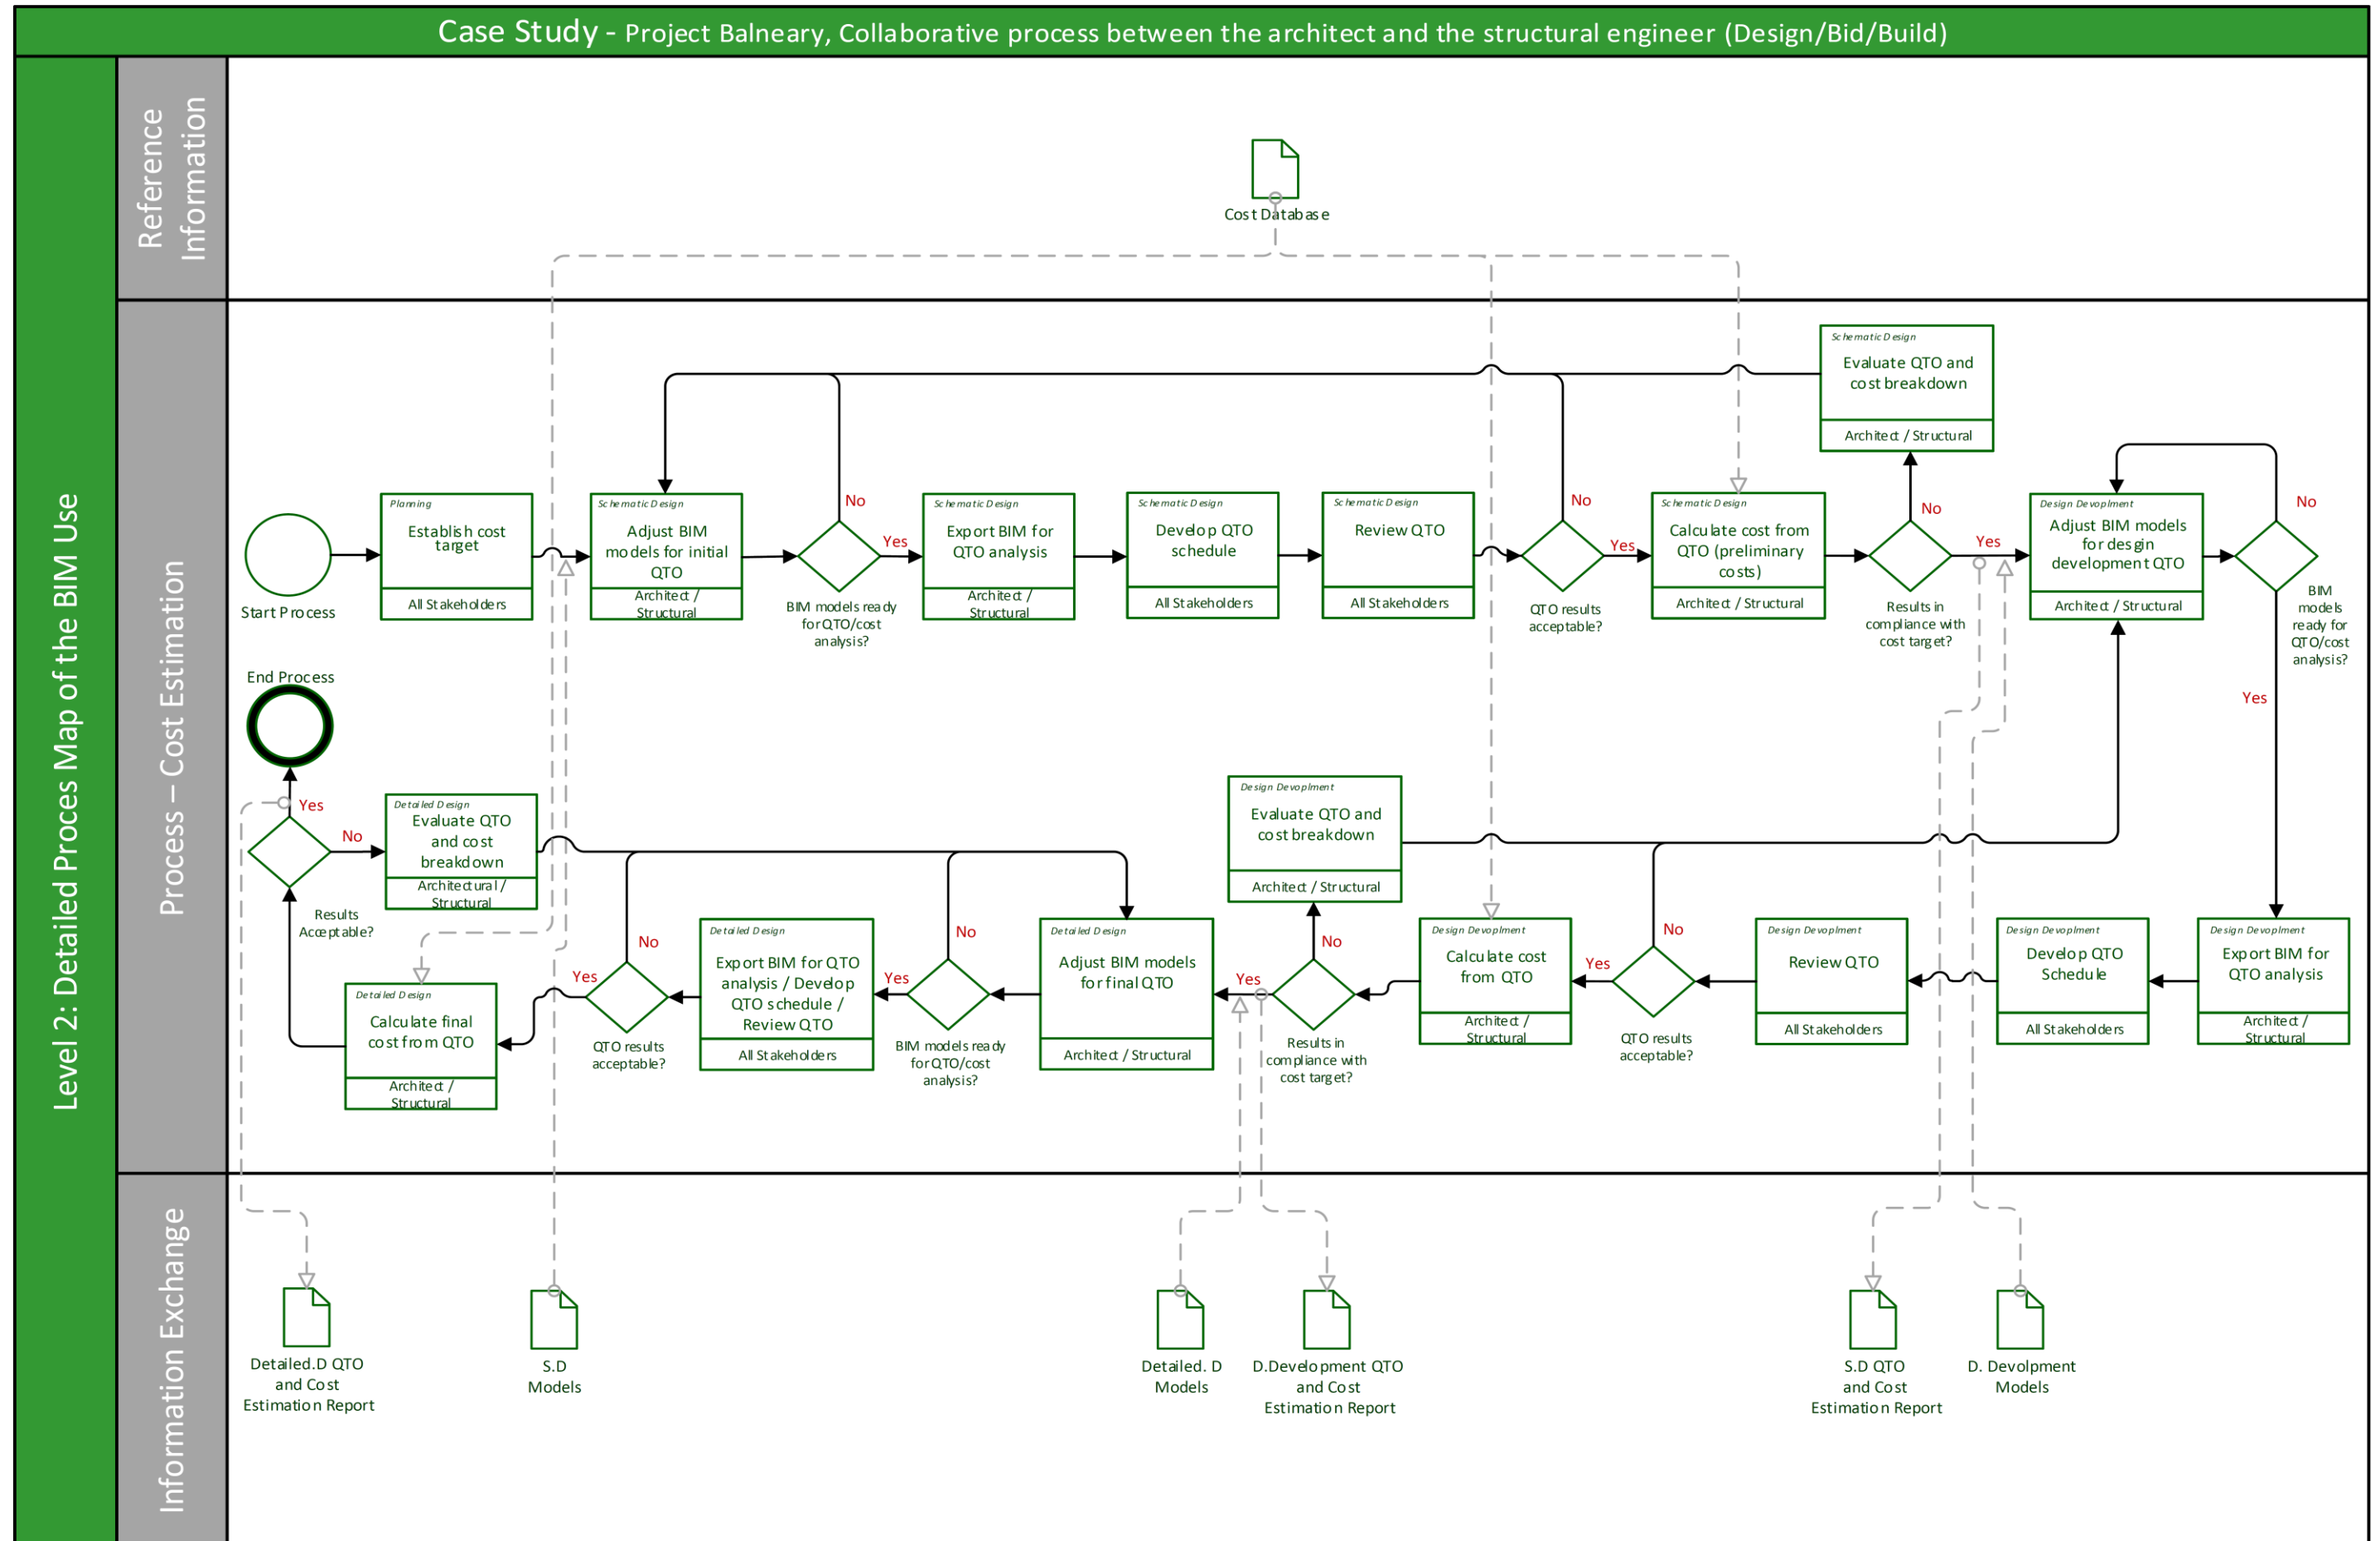 Case Study - Project Balneary, Collaborative process between the architect and the structural engineer (Design/Bid/Build)
Level 2: Detailed Proces Map of the BIM Use
Reference
Information
Cost Database
Process – Cost Estimation
Schematic Design
Evaluate QTO and
cost breakdown
Architect / Structural
Start Process
Planning
Establish cost
target
All Stakeholders
Schematic Design
Adjust BIM
models for initial
QTO
Architect /
Structural
No
Yes
BIM models ready
for QTO/cost
analysis?
Schematic Design
Export BIM for
QTO analysis
Architect /
Structural
Schematic Design
Develop QTO
schedule
All Stakeholders
Schematic Design
Review QTO
All Stakeholders
No
Yes
QTO results
acceptable?
Schematic Design
Calculate cost from
QTO (preliminary
costs)
Architect / Structural
No
Yes
Results in
compliance with
cost target?
Design Devoplment
Adjust BIM models
for desgin
development QTO
Architect / Structural
No
BIM
models
ready for
QTO/cost
analysis?
Yes
End Process
Yes
No
Results
Acceptable?
Detailed Design
Evaluate QTO
and cost
breakdown
Architectural /
Structural
Detailed Design
Calculate final
cost from QTO
Architect /
Structural
No
Yes
QTO results
acceptable?
Detailed Design
Export BIM for QTO
analysis / Develop
QTO schedule /
Review QTO
All Stakeholders
No
Yes
BIM models ready
for QTO/cost
analysis?
Detailed Design
Adjust BIM models
for final QTO
Architect / Structural
Design Devoplment
Evaluate QTO and
cost breakdown
Architect / Structural
No
Yes
Results in
compliance with
cost target?
Design Devoplment
Calculate cost
from QTO
Architect /
Structural
No
Yes
QTO results
acceptable?
Design Devoplment
Review QTO
All Stakeholders
Design Devoplment
Develop QTO
Schedule
All Stakeholders
Design Devoplment
Export BIM for
QTO analysis
Architect /
Structural
Information Exchange
Detailed.D QTO
and Cost
Estimation Report
S.D
Models
Detailed. D
Models
D.Development QTO
and Cost
Estimation Report
S.D QTO
and Cost
Estimation Report
D. Devolpment
Models